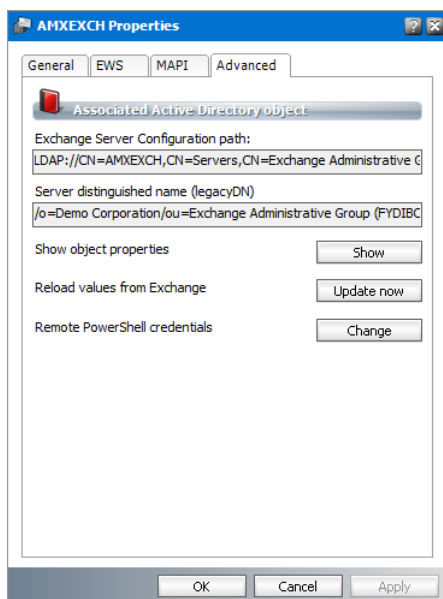 AMXEXCH Properties
General EWS MAPI Advanced
Associated Active Directory object
Exchange Server Configuration path:
LDAP://CN=AMXEXCH,CN=Servers,CN=Exchange Administrative G
Server distinguished name (legacyDN)
/o=Demo Corporation/ou=Exchange Administrative Group (FYDIBO
Show object properties Show
Reload values from Exchange Update now
Remote PowerShell credentials Change
OK Cancel Apply